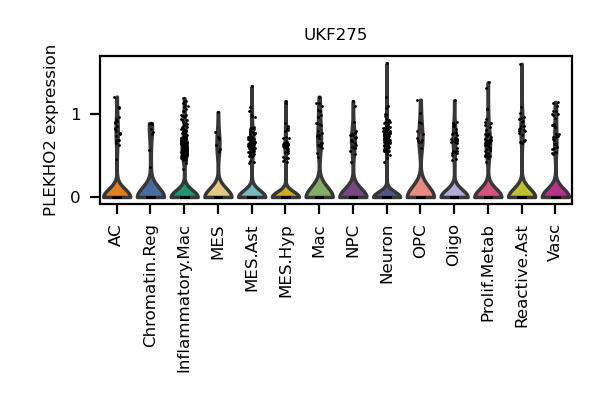 UKF275
PLEKHO2 expression
1
0
AC
Chromatin.Reg
Inflammatory.Mac
MES
MES.Ast
MES.Hyp
Mac
NPC
Neuron
OPC
Oligo
Prolif.Metab
Reactive.Ast
Vasc